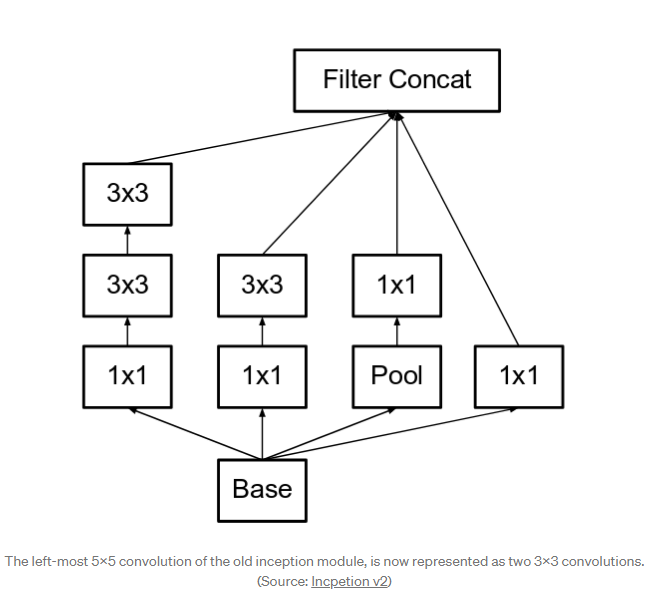 Filter Concat
3x3
3x3
3x3
1x1
1x1
1x1
Pool
1x1
Base
The left-most 5×5 convolution of the old inception module, is now represented as two 3×3 convolutions.
(Source: Incpetion v2)